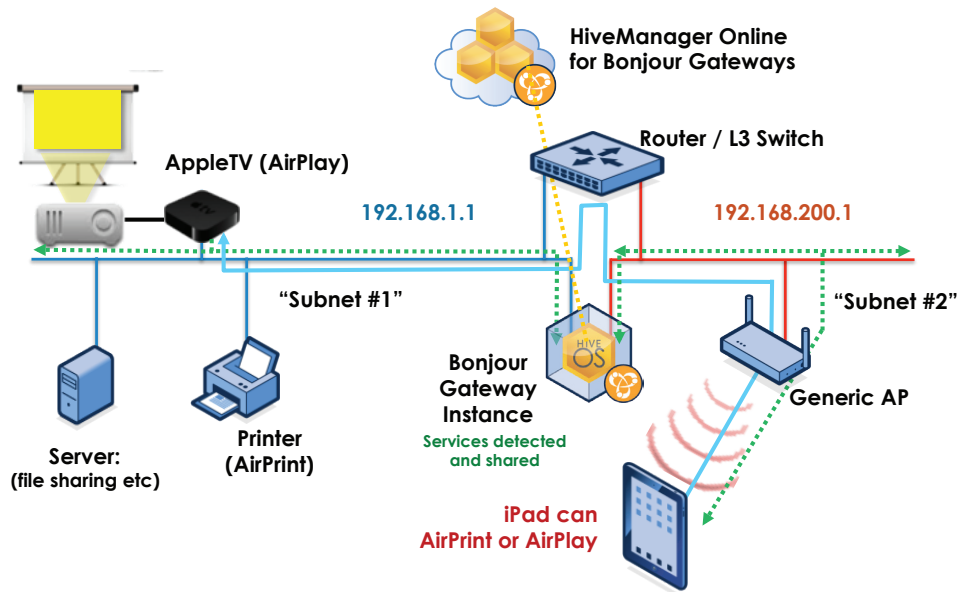 HiveManager Online
for Bonjour Gateways
Router / L3 Switch
AppleTV (AirPlay)
tv
192.168.1.1
192.168.200.1
“Subnet #1”
“Subnet #2”
HIVE
OS
Bonjour
Gateway
Instance
Services detected
and shared
Generic AP
Server:
(file sharing etc)
Printer
(AirPrint)
iPad can
AirPrint or AirPlay